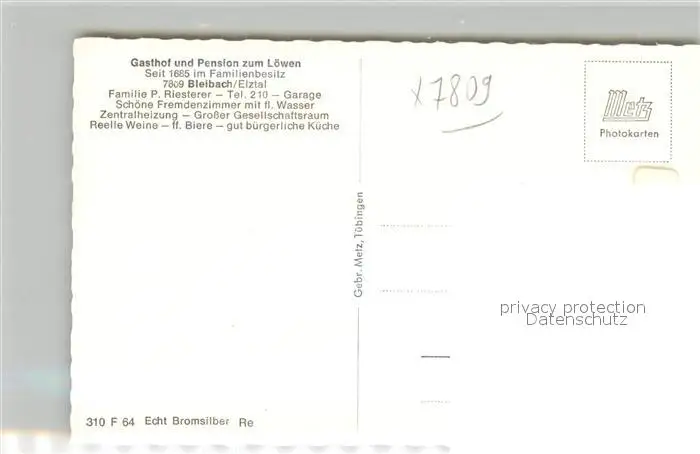 Gasthof und Pension zum Löwen
Seit 1685 im Familienbesitz
7809 Bleibach/Elztal
Familie P. Riesterer — Tel. 210 — Garage
Schöne Fremdenzimmer mit fl. Wasser
Zentralheizung — Großer Gesellschaftsraum
Reelle Weine — ff. Biere — gut bürgerliche Küche
x7809
Metz
Photokarten
Gebr. Metz, Tübingen
privacy protection
Datenschutz
310 F 64 Echt Bromsilber Re